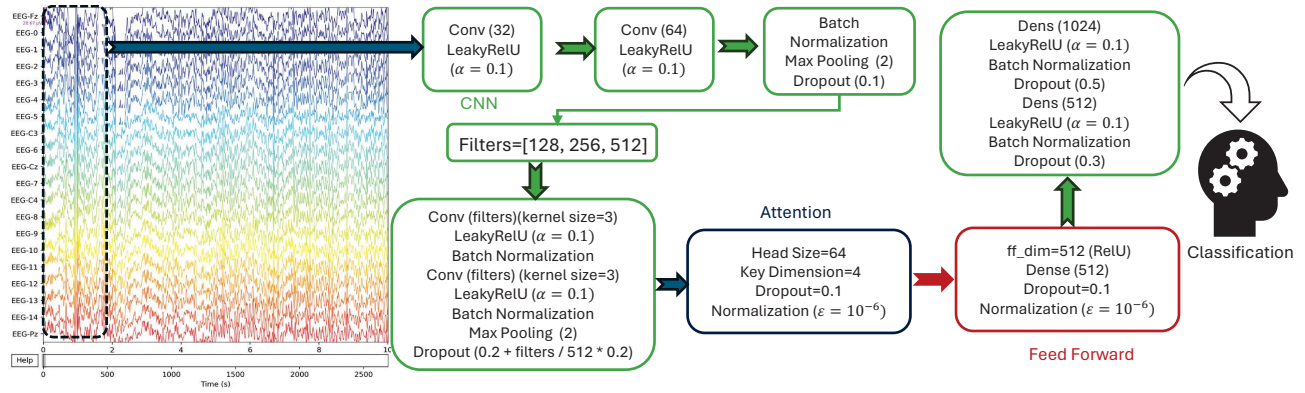 EEG-Fz
EEG-0
EEG-1
EEG-2
EEG-3
EEG-4
EEG-5
EEG-C3
EEG-6
EEG-Cz
EEG-7
EEG-C4
EEG-8
EEG-9
EEG-10
EEG-11
EEG-12
EEG-13
EEG-14
EEG-Pz
0 2 4 6 8 10
Help
0 500 1000 1500 2000 2500
Time (s)
Conv (32)
LeakyRelU
(α = 0.1)
Conv (64)
LeakyRelU
(α = 0.1)
Batch
Normalization
Max Pooling (2)
Dropout (0.1)
CNN
Filters=[128, 256, 512]
Conv (filters)(kernel size=3)
LeakyRelU (α = 0.1)
Batch Normalization
Conv (filters) (kernel size=3)
LeakyRelU (α = 0.1)
Batch Normalization
Max Pooling (2)
Dropout (0.2 + filters / 512 * 0.2)
Attention
Head Size=64
Key Dimension=4
Dropout=0.1
Normalization (ε = 10⁻⁶)
ff_dim=512 (RelU)
Dense (512)
Dropout=0.1
Normalization (ε = 10⁻⁶)
Feed Forward
Dens (1024)
LeakyRelU (α = 0.1)
Batch Normalization
Dropout (0.5)
Dens (512)
LeakyRelU (α = 0.1)
Batch Normalization
Dropout (0.3)
Classification